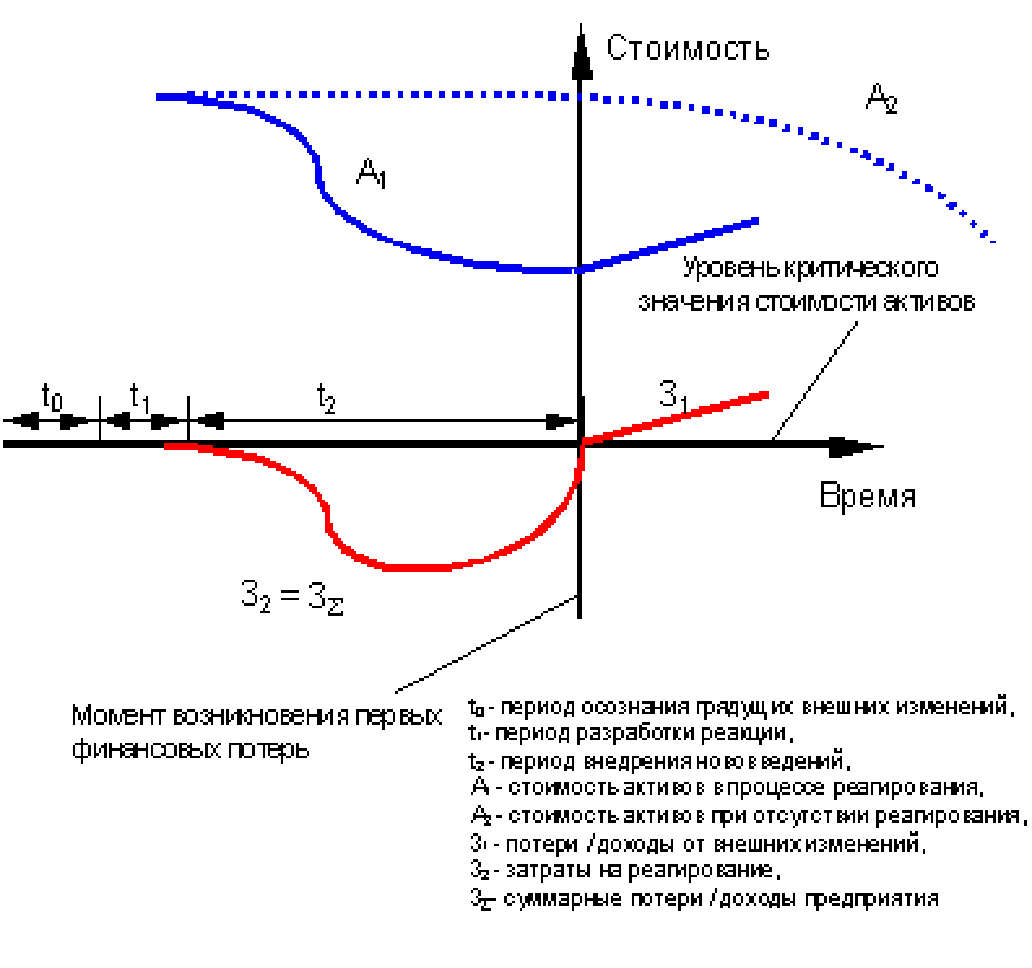 Стоимость
A₂
A₁
Уровень критического
значения стоимости активов
t₀ t₁ t₂ З₁
Время
З₂ = З_Σ
Момент возникновения первых
финансовых потерь
t₀ - период осознания грядущих внешних изменений,
t₁ - период разработки реакции,
t₂ - период внедрения нововведений,
A₁ - стоимость активов в процессе реагирования,
A₂ - стоимость активов при отсутствии реагирования,
З₁ - потери /доходы от внешних изменений,
З₂ - затраты на реагирование,
З_Σ - суммарные потери /доходы предприятия